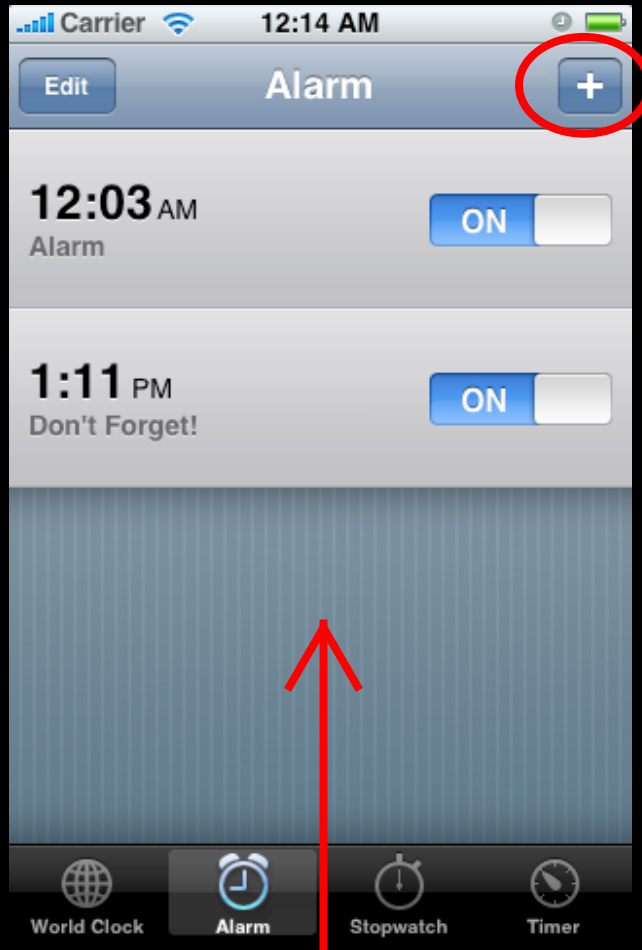 Carrier 12:14 AM
Edit Alarm +
12:03 AM ON
Alarm
1:11 PM ON
Don't Forget!
World Clock Alarm Stopwatch Timer